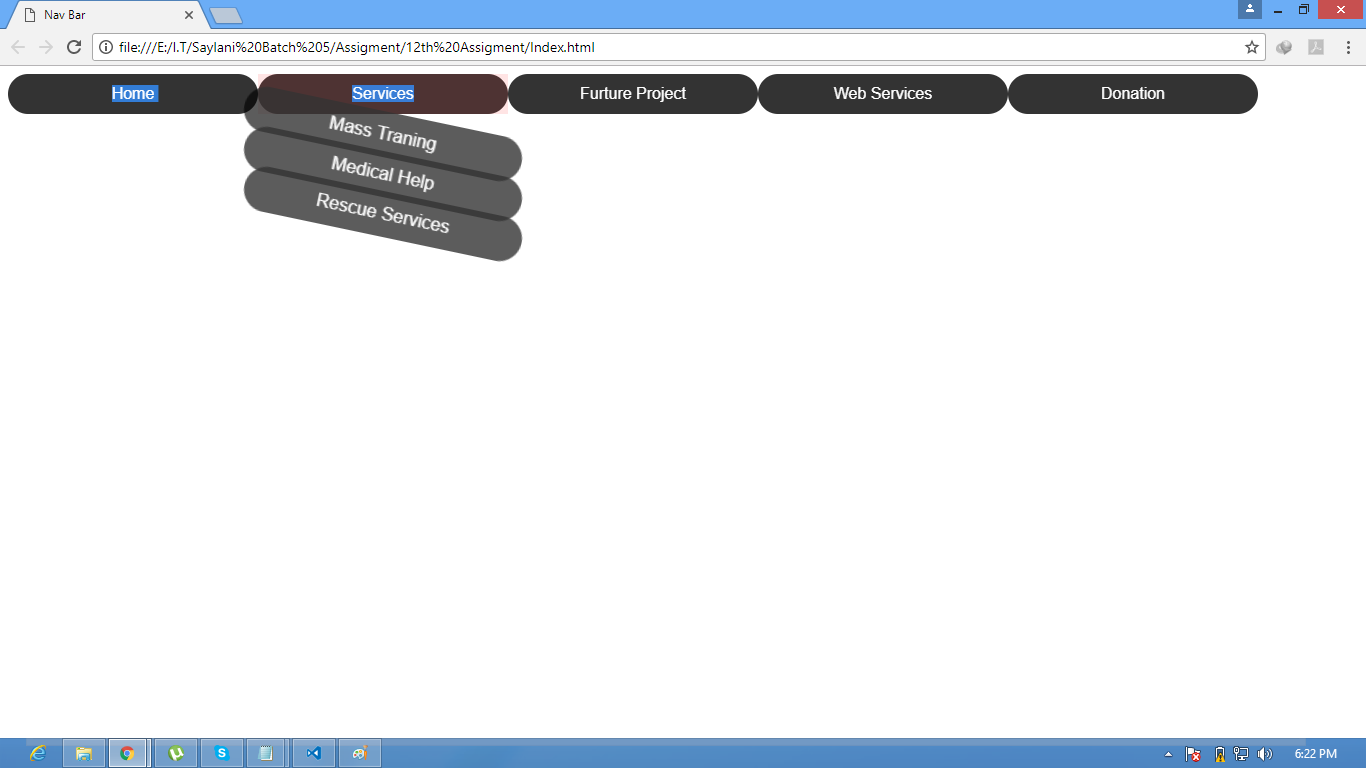 Nav Bar
file:///E:/I.T/Saylani%20Batch%205/Assigment/12th%20Assigment/Index.html
Home Services Furture Project Web Services Donation
Mass Traning
Medical Help
Rescue Services
6:22 PM